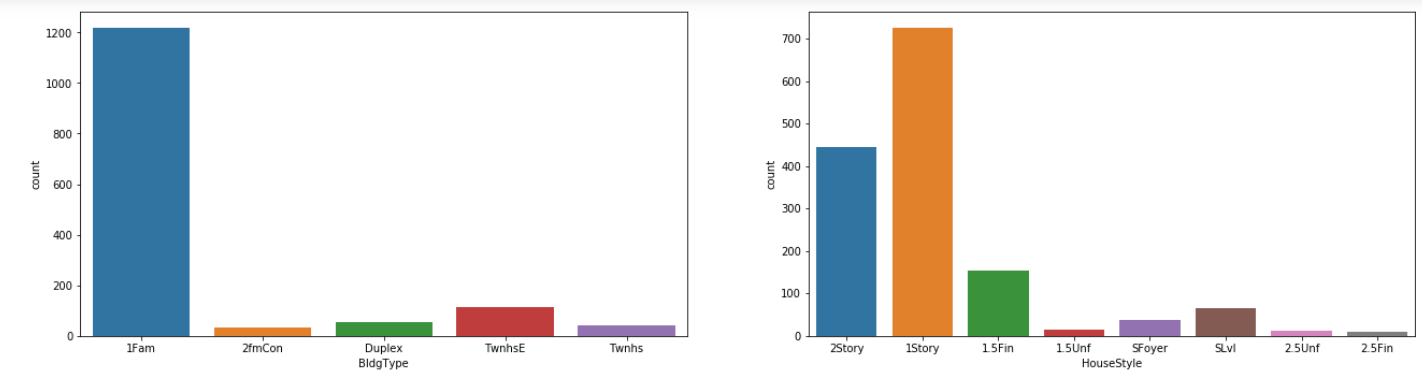 1200
1000
800
600
400
200
0
count
1Fam 2fmCon Duplex TwnhsE Twnhs
BldgType
700
600
500
400
300
200
100
0
count
2Story 1Story 1.5Fin 1.5Unf SFoyer SLvl 2.5Unf 2.5Fin
HouseStyle